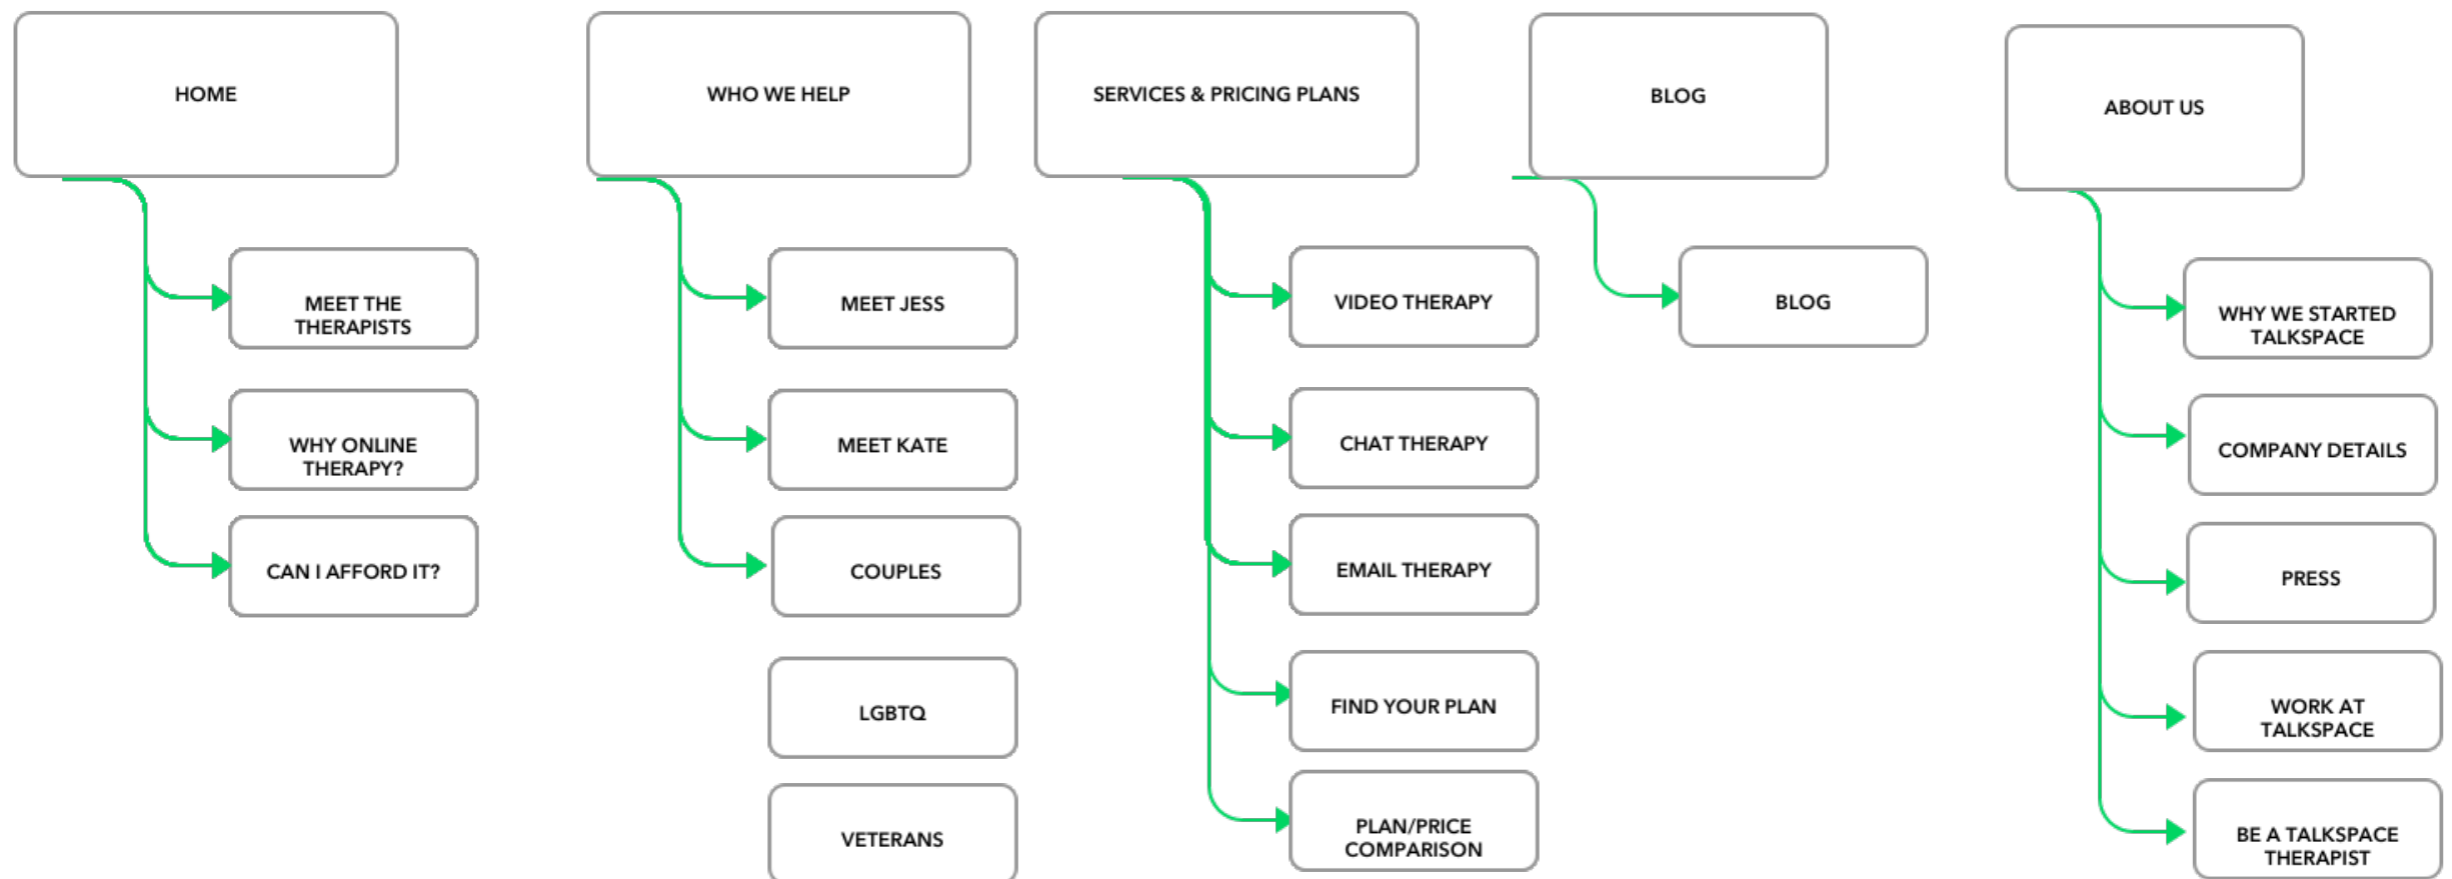 HOME
MEET THE
THERAPISTS
WHY ONLINE
THERAPY?
CAN I AFFORD IT?
WHO WE HELP
MEET JESS
MEET KATE
COUPLES
LGBTQ
VETERANS
SERVICES & PRICING PLANS
VIDEO THERAPY
CHAT THERAPY
EMAIL THERAPY
FIND YOUR PLAN
PLAN/PRICE
COMPARISON
BLOG
BLOG
ABOUT US
WHY WE STARTED
TALKSPACE
COMPANY DETAILS
PRESS
WORK AT
TALKSPACE
BE A TALKSPACE
THERAPIST